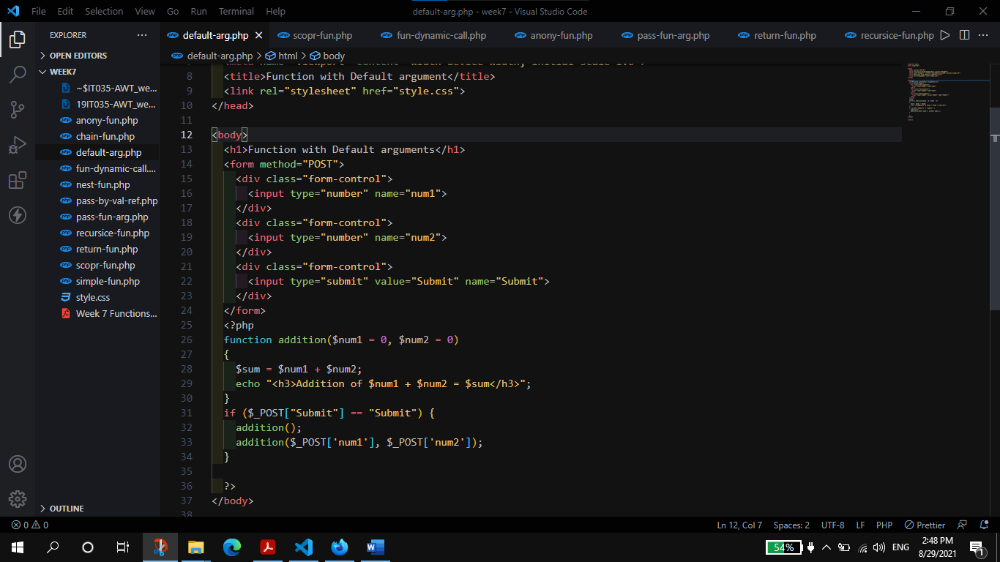 File Edit Selection View Go Run Terminal Help default-arg.php - week7 - Visual Studio Code
EXPLORER
OPEN EDITORS
WEEK7
~$IT035-AWT_we...
19IT035-AWT_we...
anony-fun.php
chain-fun.php
default-arg.php
fun-dynamic-call....
nest-fun.php
pass-by-val-ref.php
pass-fun-arg.php
recursice-fun.php
return-fun.php
scopr-fun.php
simple-fun.php
style.css
Week 7 Functions...
OUTLINE
default-arg.php scopr-fun.php fun-dynamic-call.php anony-fun.php pass-fun-arg.php return-fun.php recursice-fun.php
default-arg.php > html > body
8 <title>Function with Default argument</title>
9 <link rel="stylesheet" href="style.css">
10 </head>
11
12 <body>
13 <h1>Function with Default arguments</h1>
14 <form method="POST">
15 <div class="form-control">
16 <input type="number" name="num1">
17 </div>
18 <div class="form-control">
19 <input type="number" name="num2">
20 </div>
21 <div class="form-control">
22 <input type="submit" value="Submit" name="Submit">
23 </div>
24 </form>
25 <?php
26 function addition($num1 = 0, $num2 = 0)
27 {
28 $sum = $num1 + $num2;
29 echo "<h3>Addition of $num1 + $num2 = $sum</h3>";
30 }
31 if ($_POST["Submit"] == "Submit") {
32 addition();
33 addition($_POST['num1'], $_POST['num2']);
34 }
35
36 ?>
37 </body>
38
0 0 Ln 12, Col 7 Spaces: 2 UTF-8 LF PHP Prettier
54% ENG 2:48 PM
8/29/2021 1